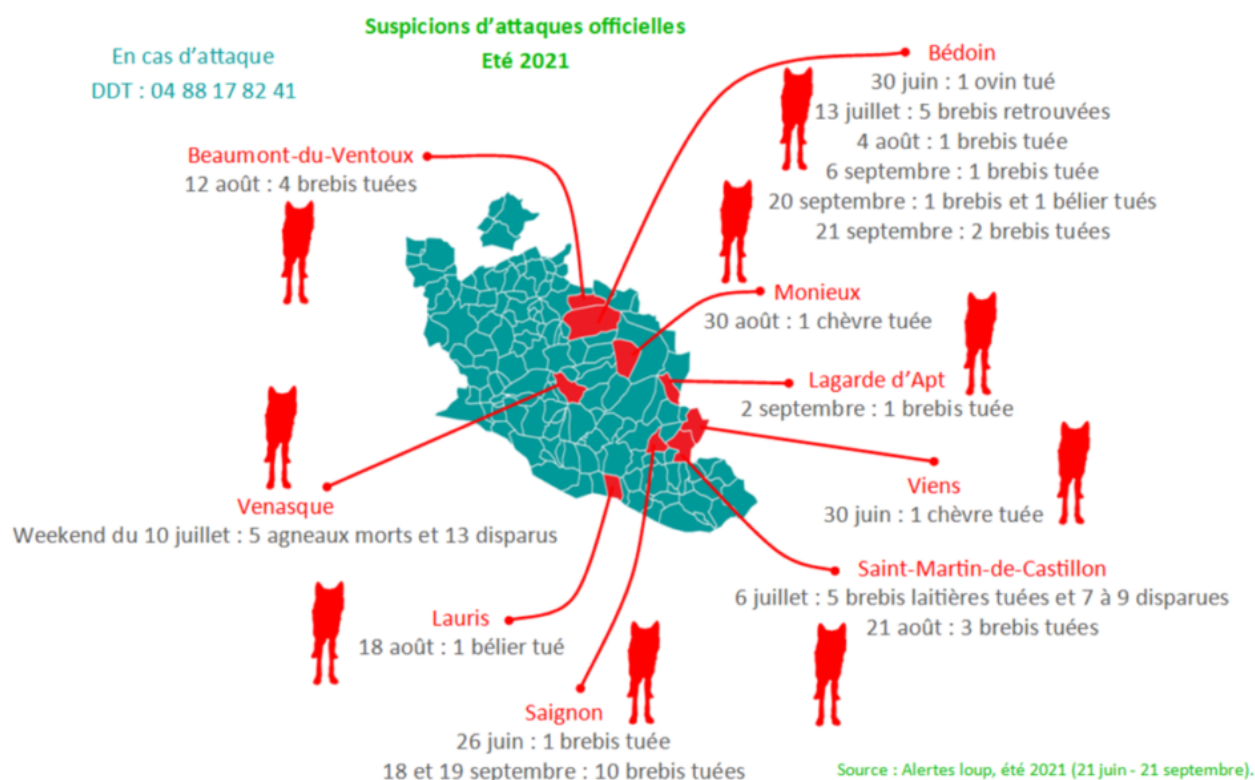 Suspicions d'attaques officielles
Eté 2021
En cas d'attaque
DDT : 04 88 17 82 41
Bédoin
30 juin : 1 ovin tué
13 juillet : 5 brebis retrouvées
4 août : 1 brebis tuée
6 septembre : 1 brebis tuée
20 septembre : 1 brebis et 1 bélier tués
21 septembre : 2 brebis tuées
Beaumont-du-Ventoux
12 août : 4 brebis tuées
Monieux
30 août : 1 chèvre tuée
Lagarde d'Apt
2 septembre : 1 brebis tuée
Viens
30 juin : 1 chèvre tuée
Venasque
Weekend du 10 juillet : 5 agneaux morts et 13 disparus
Saint-Martin-de-Castillon
6 juillet : 5 brebis laitières tuées et 7 à 9 disparues
21 août : 3 brebis tuées
Lauris
18 août : 1 bélier tué
Saignon
26 juin : 1 brebis tuée
18 et 19 septembre : 10 brebis tuées
Source : Alertes loup, été 2021 (21 juin - 21 septembre).